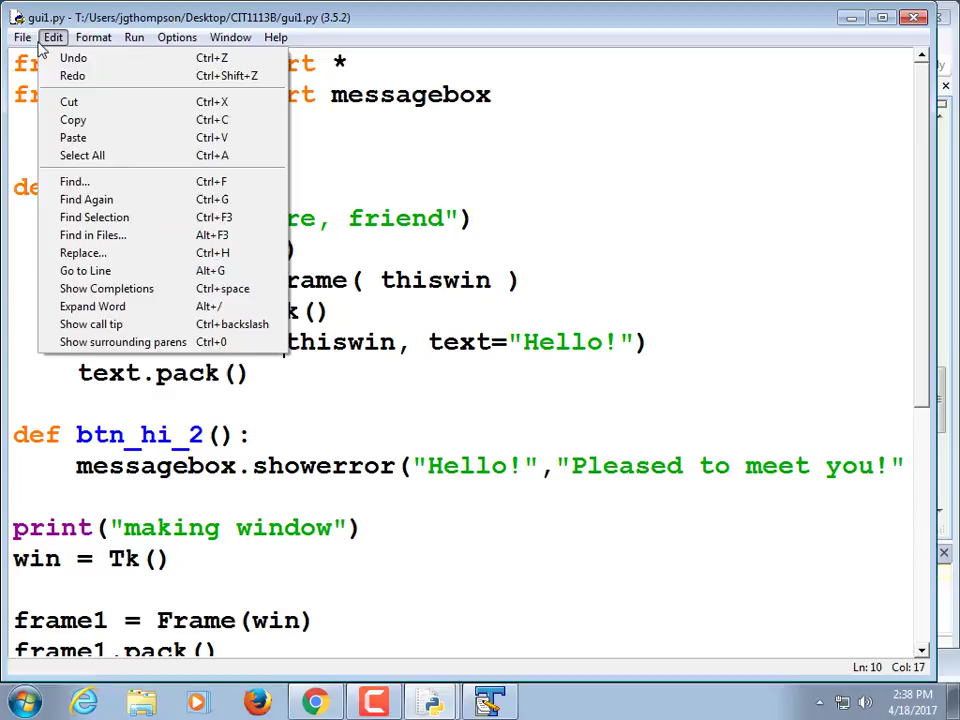 gui1.py - T:/Users/jgthompson/Desktop/CIT1113B/gui1.py (3.5.2)
File Edit Format Run Options Window Help
Undo Ctrl+Z
Redo Ctrl+Shift+Z
Cut Ctrl+X
Copy Ctrl+C
Paste Ctrl+V
Select All Ctrl+A
Find... Ctrl+F
Find Again Ctrl+G
Find Selection Ctrl+F3
Find in Files... Alt+F3
Replace... Ctrl+H
Go to Line Alt+G
Show Completions Ctrl+space
Expand Word Alt+/
Show call tip Ctrl+backslash
Show surrounding parens Ctrl+0
rt *
rt messagebox
re, friend")
)
rame( thiswin )
k()
thiswin, text="Hello!")
text.pack()
def btn_hi_2():
messagebox.showerror("Hello!","Pleased to meet you!"
print("making window")
win = Tk()
frame1 = Frame(win)
frame1.pack()
Ln: 10 Col: 17
2:38 PM
4/18/2017